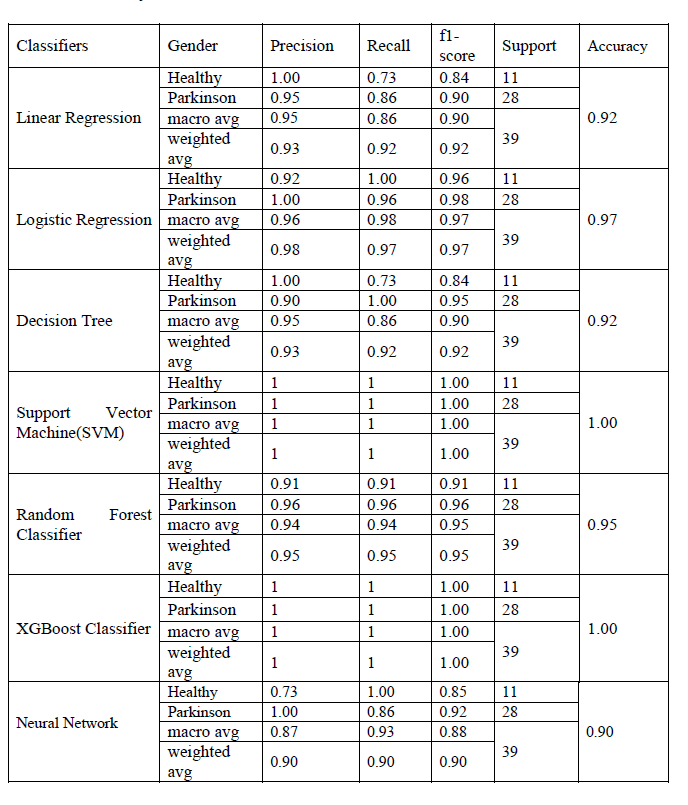 Classifiers Gender Precision Recall f1-score Support Accuracy
Linear Regression Healthy 1.00 0.73 0.84 11 0.92
Parkinson 0.95 0.86 0.90 28
macro avg 0.95 0.86 0.90 39
weighted avg 0.93 0.92 0.92
Logistic Regression Healthy 0.92 1.00 0.96 11 0.97
Parkinson 1.00 0.96 0.98 28
macro avg 0.96 0.98 0.97 39
weighted avg 0.98 0.97 0.97
Decision Tree Healthy 1.00 0.73 0.84 11 0.92
Parkinson 0.90 1.00 0.95 28
macro avg 0.95 0.86 0.90 39
weighted avg 0.93 0.92 0.92
Support Vector Machine(SVM) Healthy 1 1 1.00 11 1.00
Parkinson 1 1 1.00 28
macro avg 1 1 1.00 39
weighted avg 1 1 1.00
Random Forest Classifier Healthy 0.91 0.91 0.91 11 0.95
Parkinson 0.96 0.96 0.96 28
macro avg 0.94 0.94 0.95 39
weighted avg 0.95 0.95 0.95
XGBoost Classifier Healthy 1 1 1.00 11 1.00
Parkinson 1 1 1.00 28
macro avg 1 1 1.00 39
weighted avg 1 1 1.00
Neural Network Healthy 0.73 1.00 0.85 11 0.90
Parkinson 1.00 0.86 0.92 28
macro avg 0.87 0.93 0.88 39
weighted avg 0.90 0.90 0.90